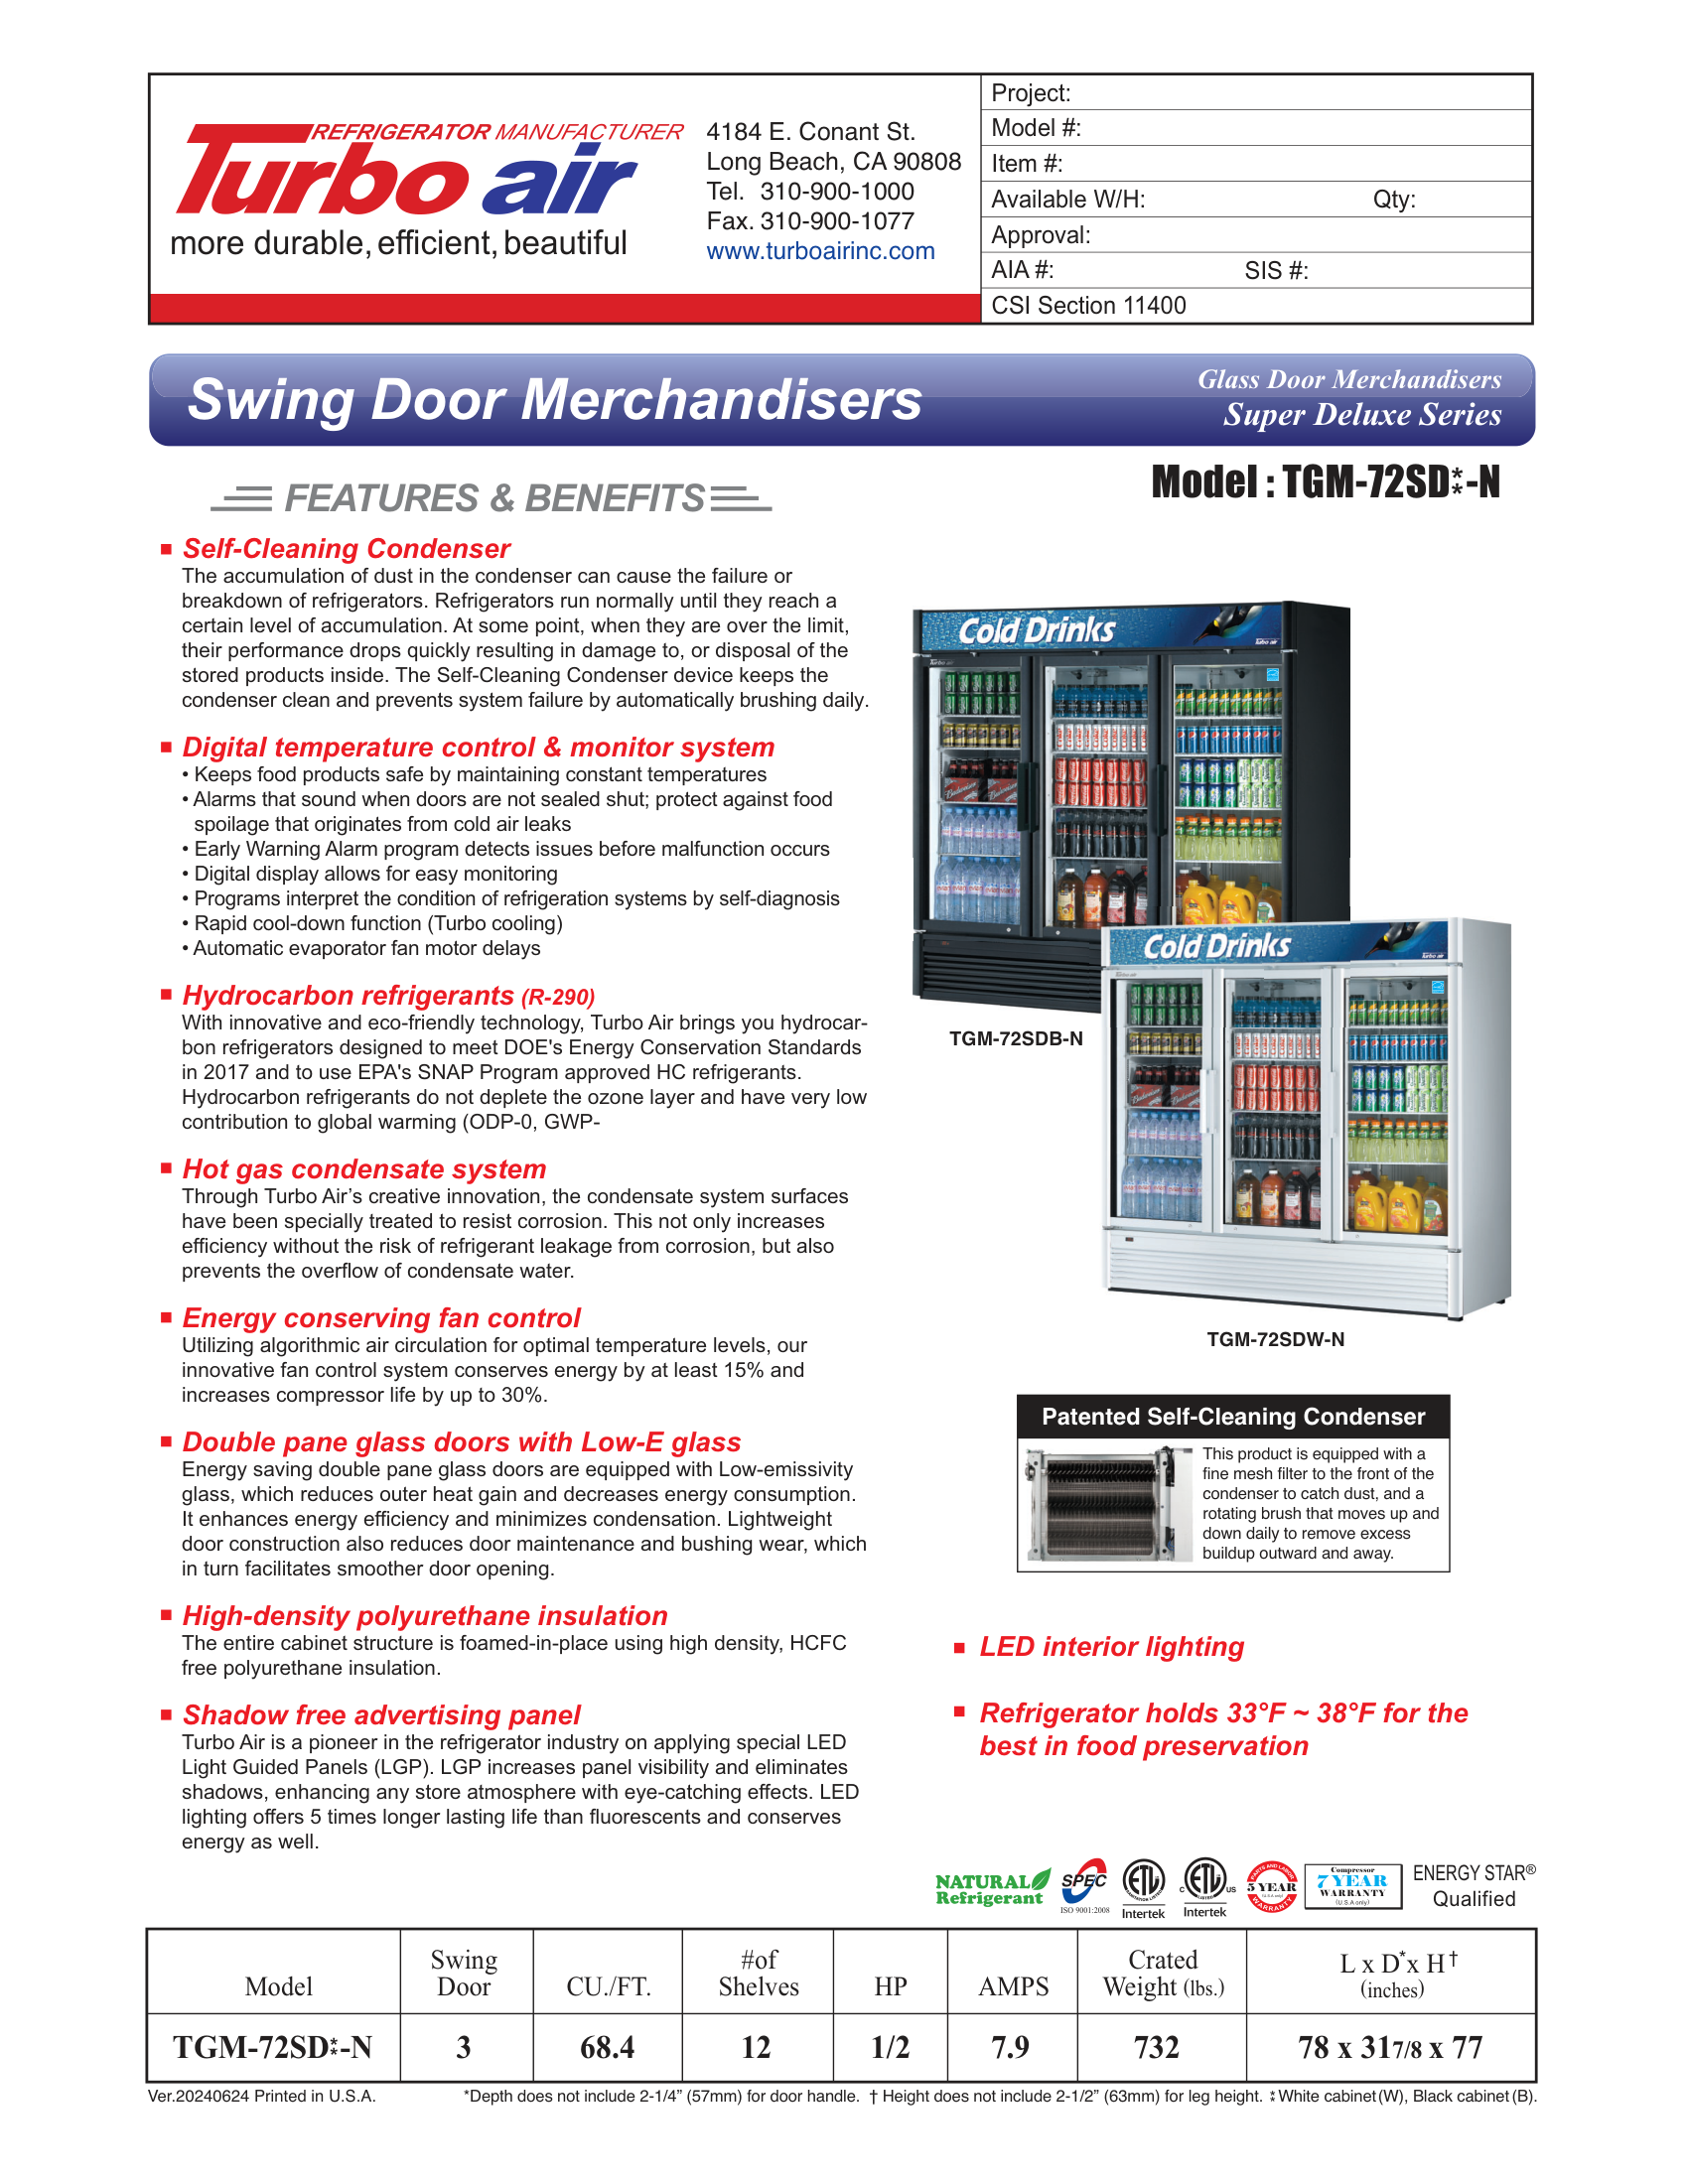 REFRIGERATOR MANUFACTURER
Turbo air
more durable, efficient, beautiful
4184 E. Conant St.
Long Beach, CA 90808
Tel. 310-900-1000
Fax. 310-900-1077
www.turboairinc.com
Project:
Model #:
Item #:
Available W/H: Qty:
Approval:
AIA #: SIS #:
CSI Section 11400
Swing Door Merchandisers
Glass Door Merchandisers
Super Deluxe Series
FEATURES & BENEFITS
Model : TGM-72SD⁑-N
Self-Cleaning Condenser
The accumulation of dust in the condenser can cause the failure or
breakdown of refrigerators. Refrigerators run normally until they reach a
certain level of accumulation. At some point, when they are over the limit,
their performance drops quickly resulting in damage to, or disposal of the
stored products inside. The Self-Cleaning Condenser device keeps the
condenser clean and prevents system failure by automatically brushing daily.
Digital temperature control & monitor system
• Keeps food products safe by maintaining constant temperatures
• Alarms that sound when doors are not sealed shut; protect against food
spoilage that originates from cold air leaks
• Early Warning Alarm program detects issues before malfunction occurs
• Digital display allows for easy monitoring
• Programs interpret the condition of refrigeration systems by self-diagnosis
• Rapid cool-down function (Turbo cooling)
• Automatic evaporator fan motor delays
Hydrocarbon refrigerants (R-290)
With innovative and eco-friendly technology, Turbo Air brings you hydrocar-
bon refrigerators designed to meet DOE's Energy Conservation Standards
in 2017 and to use EPA's SNAP Program approved HC refrigerants.
Hydrocarbon refrigerants do not deplete the ozone layer and have very low
contribution to global warming (ODP-0, GWP-
Hot gas condensate system
Through Turbo Air’s creative innovation, the condensate system surfaces
have been specially treated to resist corrosion. This not only increases
efficiency without the risk of refrigerant leakage from corrosion, but also
prevents the overflow of condensate water.
Energy conserving fan control
Utilizing algorithmic air circulation for optimal temperature levels, our
innovative fan control system conserves energy by at least 15% and
increases compressor life by up to 30%.
Double pane glass doors with Low-E glass
Energy saving double pane glass doors are equipped with Low-emissivity
glass, which reduces outer heat gain and decreases energy consumption.
It enhances energy efficiency and minimizes condensation. Lightweight
door construction also reduces door maintenance and bushing wear, which
in turn facilitates smoother door opening.
High-density polyurethane insulation
The entire cabinet structure is foamed-in-place using high density, HCFC
free polyurethane insulation.
Shadow free advertising panel
Turbo Air is a pioneer in the refrigerator industry on applying special LED
Light Guided Panels (LGP). LGP increases panel visibility and eliminates
shadows, enhancing any store atmosphere with eye-catching effects. LED
lighting offers 5 times longer lasting life than fluorescents and conserves
energy as well.
Cold Drinks
Turbo air
TGM-72SDB-N
Cold Drinks
Turbo air
TGM-72SDW-N
Patented Self-Cleaning Condenser
This product is equipped with a
fine mesh filter to the front of the
condenser to catch dust, and a
rotating brush that moves up and
down daily to remove excess
buildup outward and away.
LED interior lighting
Refrigerator holds 33°F ~ 38°F for the
best in food preservation
NATURAL
Refrigerant
SPEC
ISO 9001:2008
ETL
Intertek
C ETL US
Intertek
PARTS AND LABOR
5 YEAR
(U.S.A only)
WARRANTY
Compressor
7 YEAR
WARRANTY
(U.S.A only)
ENERGY STAR®
Qualified
Model Swing Door CU./FT. #of Shelves HP AMPS Crated Weight (lbs.) L x D* x H† (inches)
TGM-72SD⁑-N 3 68.4 12 1/2 7.9 732 78 x 317/8 x 77
Ver.20240624 Printed in U.S.A. *Depth does not include 2-1/4” (57mm) for door handle. † Height does not include 2-1/2” (63mm) for leg height. ⁑ White cabinet (W), Black cabinet (B).